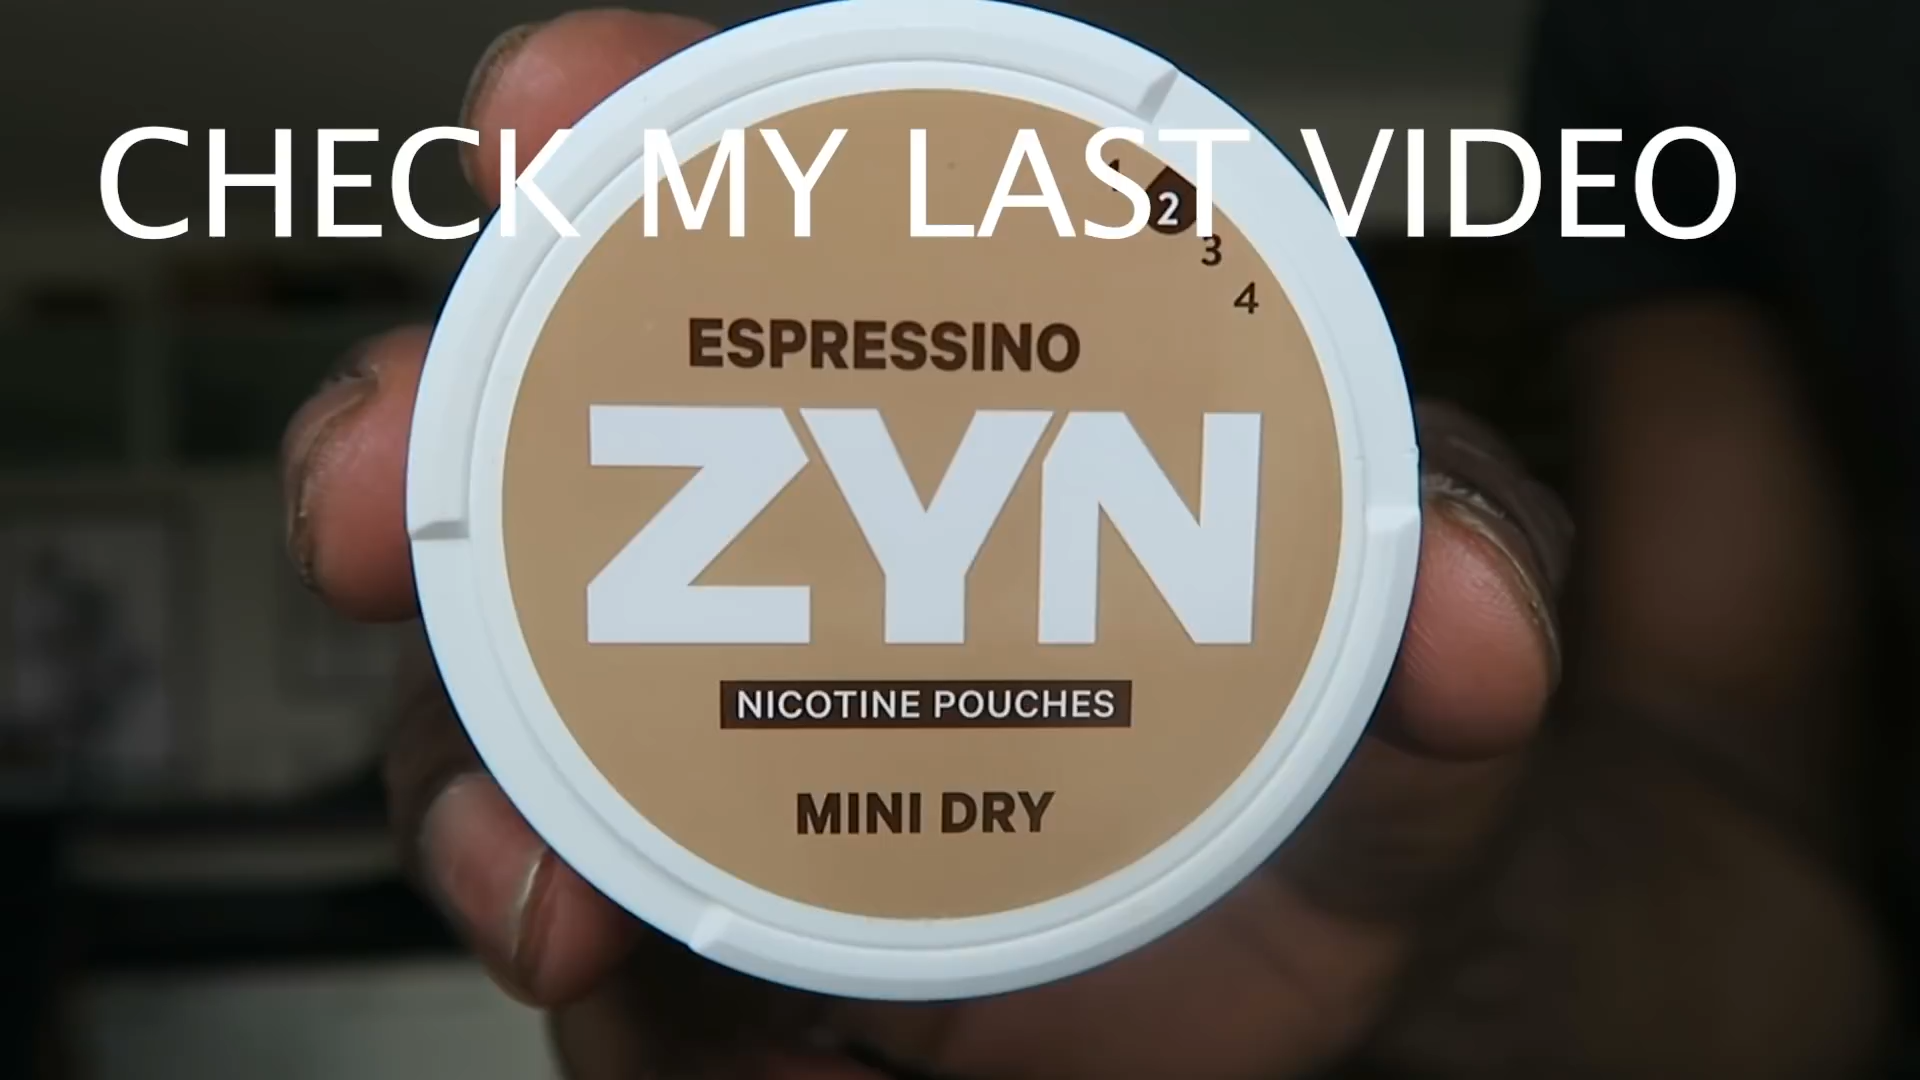 CHECK MY LAST VIDEO
1
2
3
4
ESPRESSINO
ZYN
NICOTINE POUCHES
MINI DRY